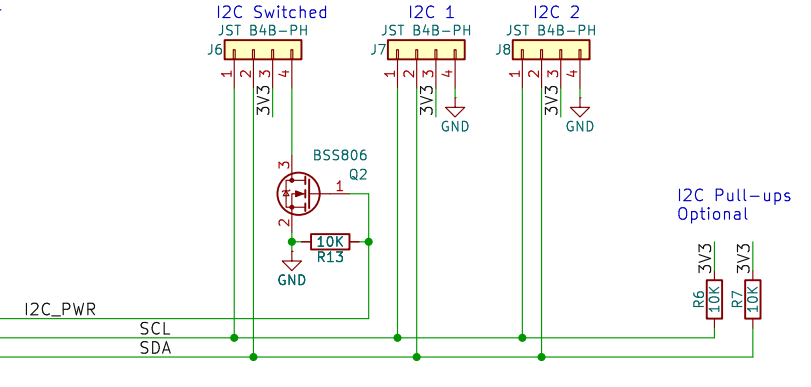 I2C Switched
JST B4B-PH
J6
1
2
3
4
3V3
I2C 1
JST B4B-PH
J7
1
2
3
4
3V3
GND
I2C 2
JST B4B-PH
J8
1
2
3
4
3V3
GND
BSS806
Q2
3
1
2
10K
R13
GND
I2C Pull-ups
Optional
3V3
3V3
R6
10K
R7
10K
I2C_PWR
SCL
SDA